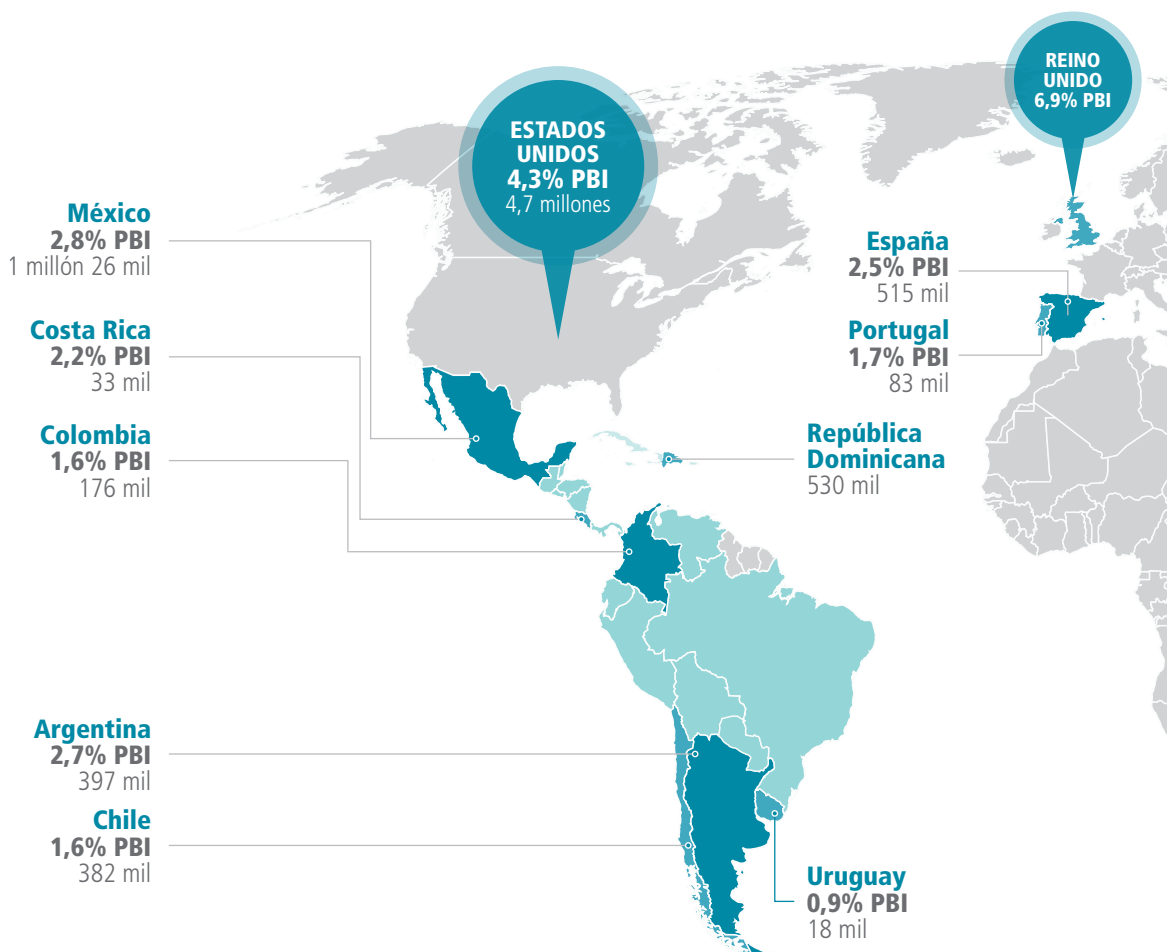 ESTADOS
UNIDOS
4,3% PBI
4,7 millones
REINO
UNIDO
6,9% PBI
México
2,8% PBI
1 millón 26 mil
Costa Rica
2,2% PBI
33 mil
Colombia
1,6% PBI
176 mil
Argentina
2,7% PBI
397 mil
Chile
1,6% PBI
382 mil
España
2,5% PBI
515 mil
Portugal
1,7% PBI
83 mil
República
Dominicana
530 mil
Uruguay
0,9% PBI
18 mil